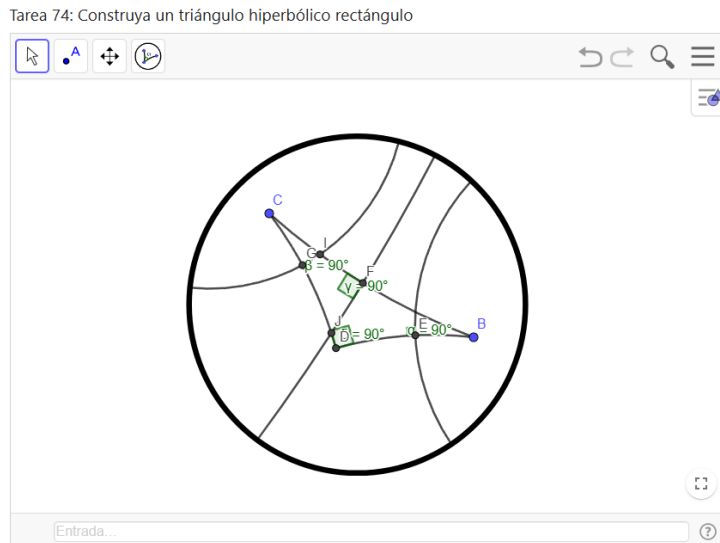 Tarea 74: Construya un triángulo hiperbólico rectángulo
A
C
I
G
β = 90°
F
γ = 90°
J
D
= 90°
α = 90°
E
B
Entrada...
?